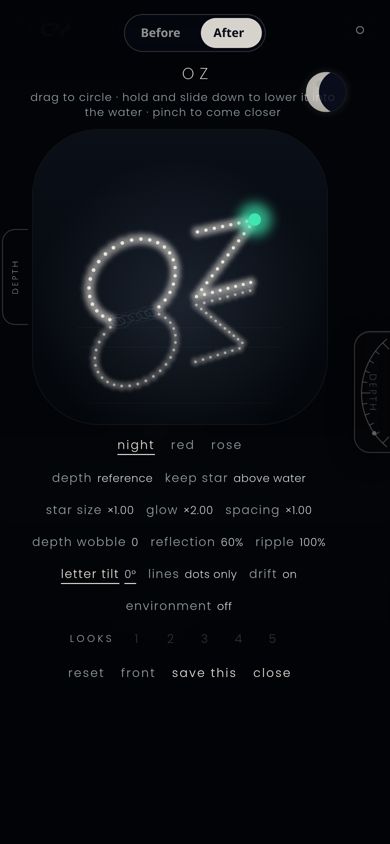 Before After
OZ
drag to circle · hold and slide down to lower it into
the water · pinch to come closer
DEPTH
OZ
DEPTH
night red rose
depth reference keep star above water
star size ×1.00 glow ×2.00 spacing ×1.00
depth wobble 0 reflection 60% ripple 100%
letter tilt 0° lines dots only drift on
environment off
LOOKS 1 2 3 4 5
reset front save this close